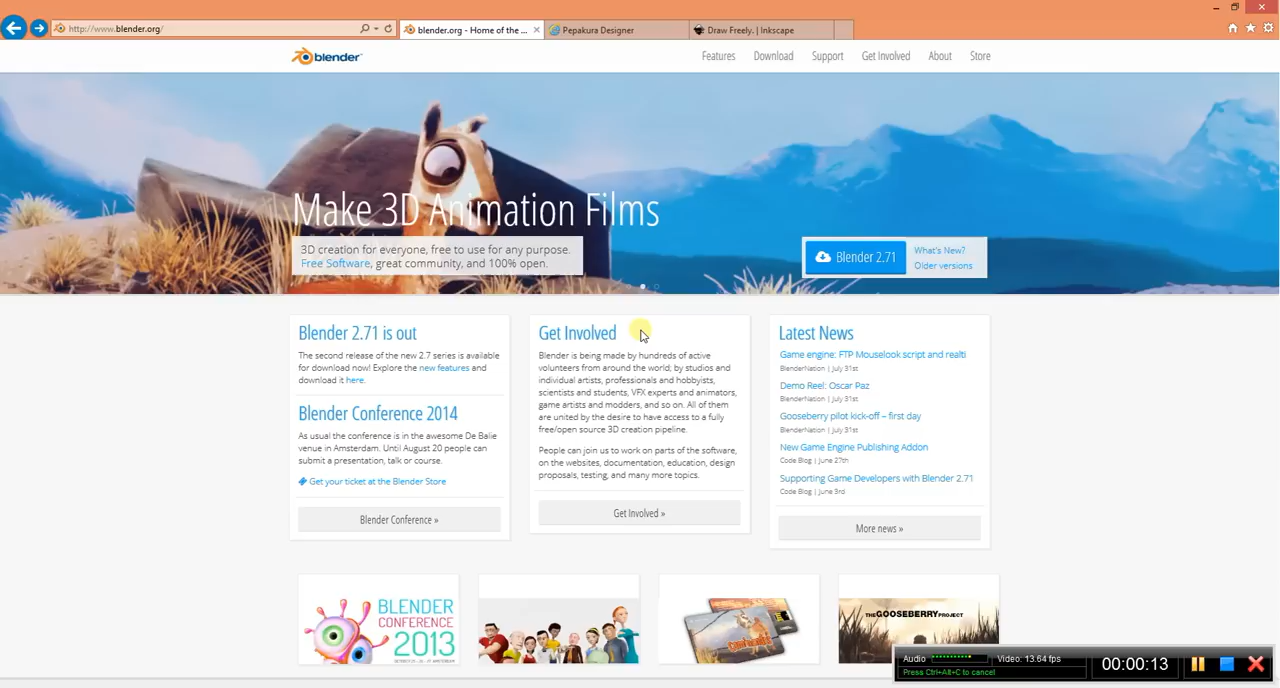 http://www.blender.org/
blender.org - Home of the ...
Pepakura Designer
Draw Freely. | Inkscape
blender
Features
Download
Support
Get Involved
About
Store
Make 3D Animation Films
3D creation for everyone, free to use for any purpose.
Free Software, great community, and 100% open.
Blender 2.71
What's New?
Older versions
Blender 2.71 is out
The second release of the new 2.7 series is available
for download now! Explore the new features and
download it here.
Blender Conference 2014
As usual the conference is in the awesome De Balie
venue in Amsterdam. Until August 20 people can
submit a presentation, talk or course.
Get your ticket at the Blender Store
Blender Conference »
Get Involved
Blender is being made by hundreds of active
volunteers from around the world; by studios and
individual artists, professionals and hobbyists,
scientists and students, VFX experts and animators,
game artists and modders, and so on. All of them
are united by the desire to have access to a fully
free/open source 3D creation pipeline.
People can join us to work on parts of the software,
on the websites, documentation, education, design
proposals, testing, and many more topics.
Get Involved »
Latest News
Game engine: FTP Mouselook script and realti
BlenderNation | July 31st
Demo Reel: Oscar Paz
BlenderNation | July 31st
Gooseberry pilot kick-off – first day
BlenderNation | July 31st
New Game Engine Publishing Addon
Code Blog | June 27th
Supporting Game Developers with Blender 2.71
Code Blog | June 3rd
More news »
BLENDER
CONFERENCE
2013
THE GOOSEBERRY PROJECT
Audio
Video: 13.64 fps
Press Ctrl+Alt+C to cancel!
00:00:13